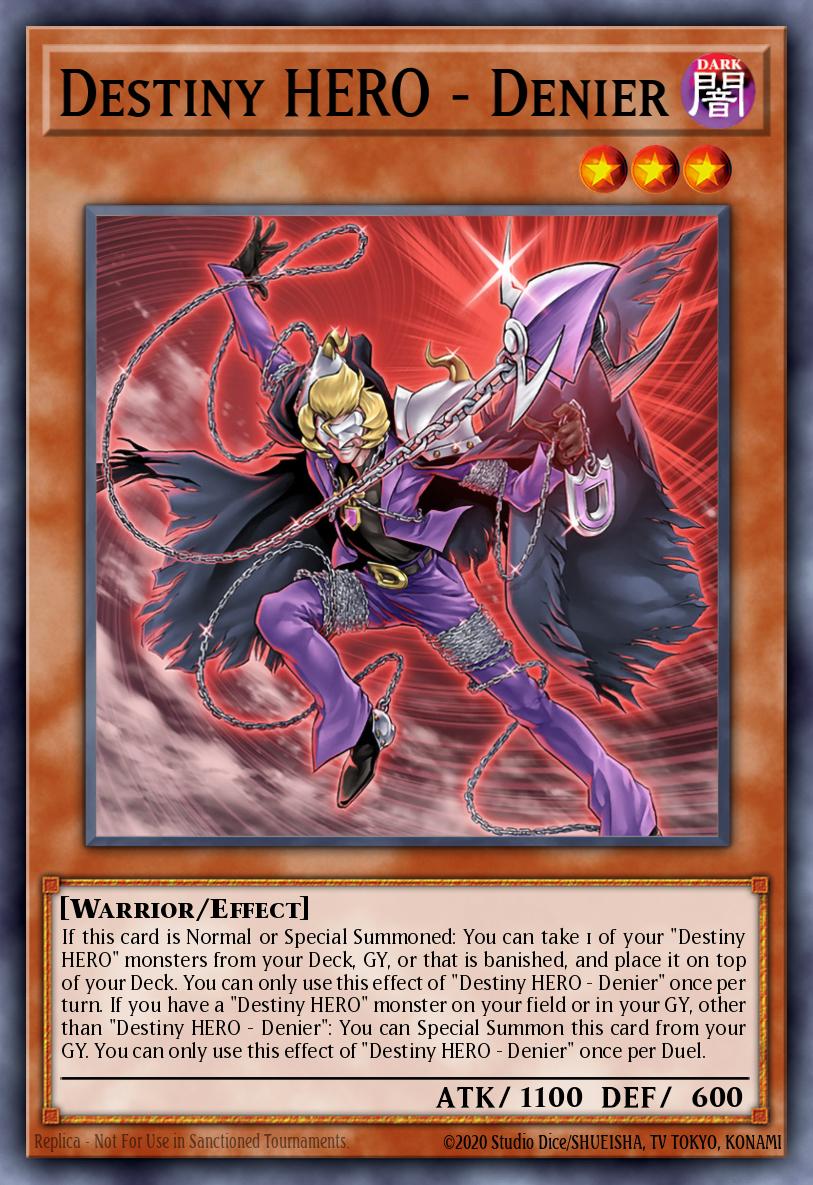 Destiny HERO - Denier
DARK
闇
D
[Warrior/Effect]
If this card is Normal or Special Summoned: You can take 1 of your "Destiny
HERO" monsters from your Deck, GY, or that is banished, and place it on top
of your Deck. You can only use this effect of "Destiny HERO - Denier" once per
turn. If you have a "Destiny HERO" monster on your field or in your GY, other
than "Destiny HERO - Denier": You can Special Summon this card from your
GY. You can only use this effect of "Destiny HERO - Denier" once per Duel.
ATK/ 1100 DEF/ 600
Replica - Not For Use in Sanctioned Tournaments.
©2020 Studio Dice/SHUEISHA, TV TOKYO, KONAMI